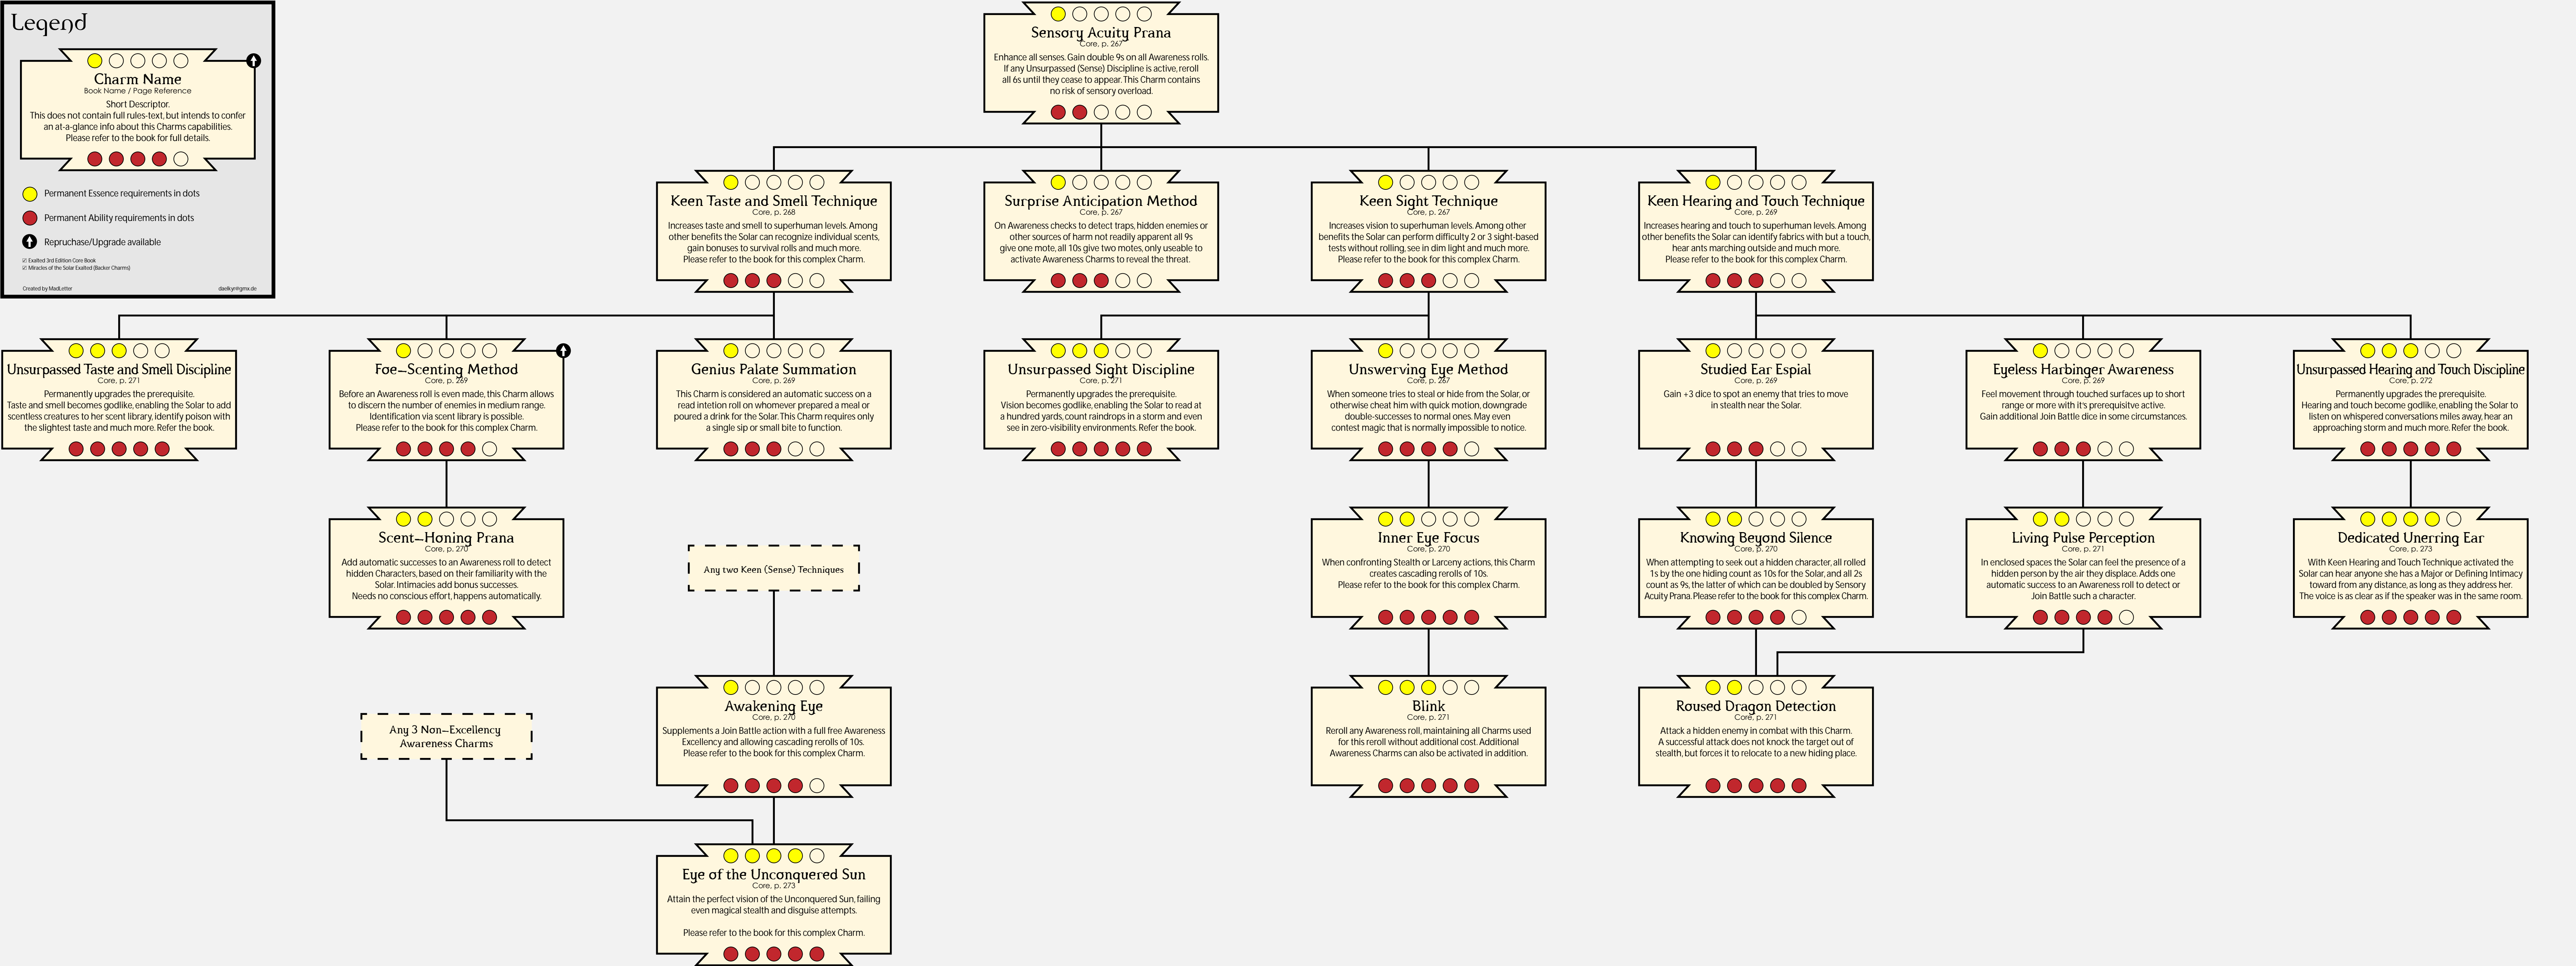 Legend
Charm Name
Book Name / Page Reference
Short Descriptor.
This does not contain full rules-text, but intends to confer
an at-a-glance info about this Charms capabilities.
Please refer to the book for full details.
Permanent Essence requirements in dots
Permanent Ability requirements in dots
Repruchase/Upgrade available
☑ Exalted 3rd Edition Core Book
☑ Miracles of the Solar Exalted (Backer Charms)
Created by MadLetter
daelkyr@gmx.de
Sensory Acuity Prana
Core, p. 267
Enhance all senses. Gain double 9s on all Awareness rolls.
If any Unsurpassed (Sense) Discipline is active, reroll
all 6s until they cease to appear. This Charm contains
no risk of sensory overload.
Keen Taste and Smell Technique
Core, p. 268
Increases taste and smell to superhuman levels. Among
other benefits the Solar can recognize individual scents,
gain bonuses to survival rolls and much more.
Please refer to the book for this complex Charm.
Surprise Anticipation Method
Core, p. 267
On Awareness checks to detect traps, hidden enemies or
other sources of harm not readily apparent all 9s
give one mote, all 10s give two motes, only useable to
activate Awareness Charms to reveal the threat.
Keen Sight Technique
Core, p. 267
Increases vision to superhuman levels. Among other
benefits the Solar can perform difficulty 2 or 3 sight-based
tests without rolling, see in dim light and much more.
Please refer to the book for this complex Charm.
Keen Hearing and Touch Technique
Core, p. 269
Increases hearing and touch to superhuman levels. Among
other benefits the Solar can identify fabrics with but a touch,
hear ants marching outside and much more.
Please refer to the book for this complex Charm.
Unsurpassed Taste and Smell Discipline
Core, p. 271
Permanently upgrades the prerequisite.
Taste and smell becomes godlike, enabling the Solar to add
scentless creatures to her scent library, identify poison with
the slightest taste and much more. Refer the book.
Foe-Scenting Method
Core, p. 269
Before an Awareness roll is even made, this Charm allows
to discern the number of enemies in medium range.
Identification via scent library is possible.
Please refer to the book for this complex Charm.
Genius Palate Summation
Core, p. 269
This Charm is considered an automatic success on a
read intetion roll on whomever prepared a meal or
poured a drink for the Solar. This Charm requires only
a single sip or small bite to function.
Unsurpassed Sight Discipline
Core, p. 271
Permanently upgrades the prerequisite.
Vision becomes godlike, enabling the Solar to read at
a hundred yards, count raindrops in a storm and even
see in zero-visibility environments. Refer the book.
Unswerving Eye Method
Core, p. 267
When someone tries to steal or hide from the Solar, or
otherwise cheat him with quick motion, downgrade
double-successes to normal ones. May even
contest magic that is normally impossible to notice.
Studied Ear Espial
Core, p. 269
Gain +3 dice to spot an enemy that tries to move
in stealth near the Solar.
Eyeless Harbinger Awareness
Core, p. 269
Feel movement through touched surfaces up to short
range or more with it's prerequisitve active.
Gain additional Join Battle dice in some circumstances.
Unsurpassed Hearing and Touch Discipline
Core, p. 272
Permanently upgrades the prerequisite.
Hearing and touch become godlike, enabling the Solar to
listen on whispered conversations miles away, hear an
approaching storm and much more. Refer the book.
Scent-Honing Prana
Core, p. 270
Add automatic successes to an Awareness roll to detect
hidden Characters, based on their familiarity with the
Solar. Intimacies add bonus successes.
Needs no conscious effort, happens automatically.
Any two Keen (Sense) Techniques
Inner Eye Focus
Core, p. 270
When confronting Stealth or Larceny actions, this Charm
creates cascading rerolls of 10s.
Please refer to the book for this complex Charm.
Knowing Beyond Silence
Core, p. 270
When attempting to seek out a hidden character, all rolled
1s by the one hiding count as 10s for the Solar, and all 2s
count as 9s, the latter of which can be doubled by Sensory
Acuity Prana. Please refer to the book for this complex Charm.
Living Pulse Perception
Core, p. 271
In enclosed spaces the Solar can feel the presence of a
hidden person by the air they displace. Adds one
automatic success to an Awareness roll to detect or
Join Battle such a character.
Dedicated Unerring Ear
Core, p. 273
With Keen Hearing and Touch Technique activated the
Solar can hear anyone she has a Major or Defining Intimacy
toward from any distance, as long as they address her.
The voice is as clear as if the speaker was in the same room.
Any 3 Non-Excellency
Awareness Charms
Awakening Eye
Core, p. 270
Supplements a Join Battle action with a full free Awareness
Excellency and allowing cascading rerolls of 10s.
Please refer to the book for this complex Charm.
Blink
Core, p. 271
Reroll any Awareness roll, maintaining all Charms used
for this reroll without additional cost. Additional
Awareness Charms can also be activated in addition.
Roused Dragon Detection
Core, p. 271
Attack a hidden enemy in combat with this Charm.
A successful attack does not knock the target out of
stealth, but forces it to relocate to a new hiding place.
Eye of the Unconquered Sun
Core, p. 273
Attain the perfect vision of the Unconquered Sun, failing
even magical stealth and disguise attempts.
Please refer to the book for this complex Charm.